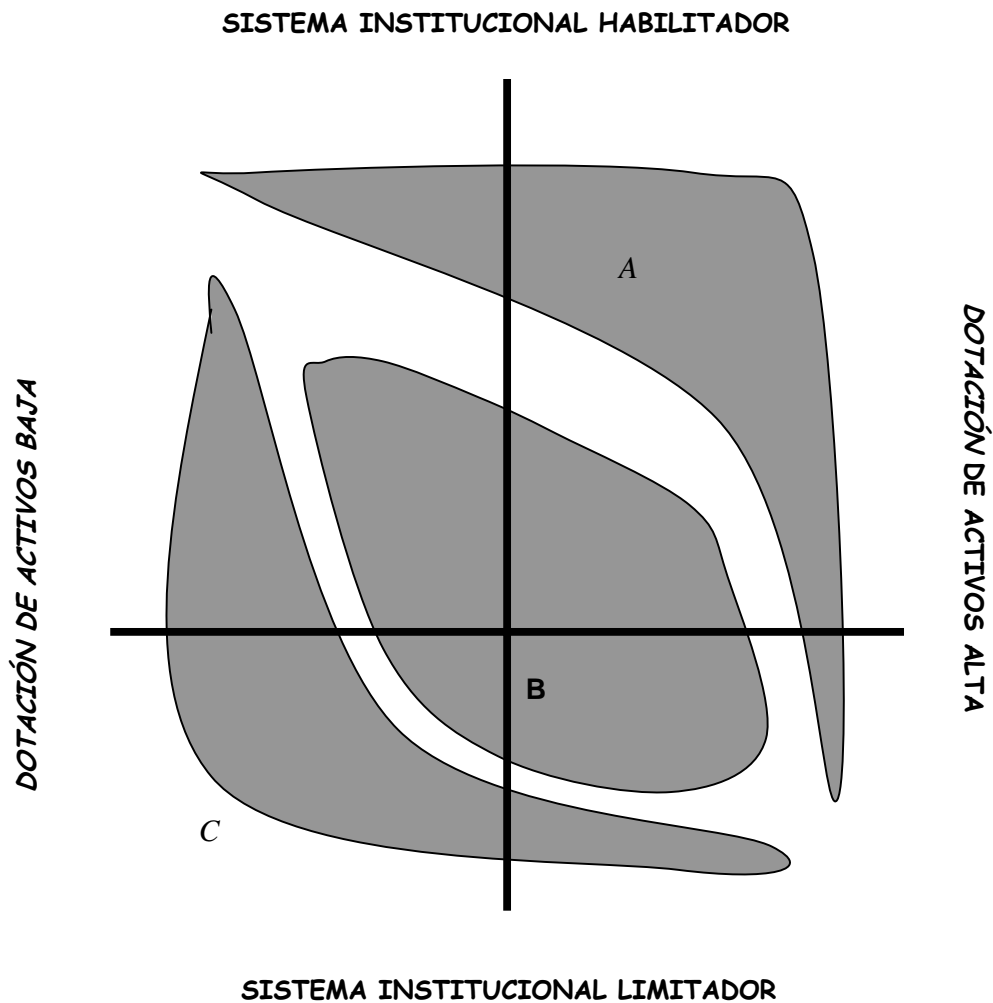 SISTEMA INSTITUCIONAL HABILITADOR
A
DOTACIÓN DE ACTIVOS BAJA
DOTACIÓN DE ACTIVOS ALTA
B
C
SISTEMA INSTITUCIONAL LIMITADOR